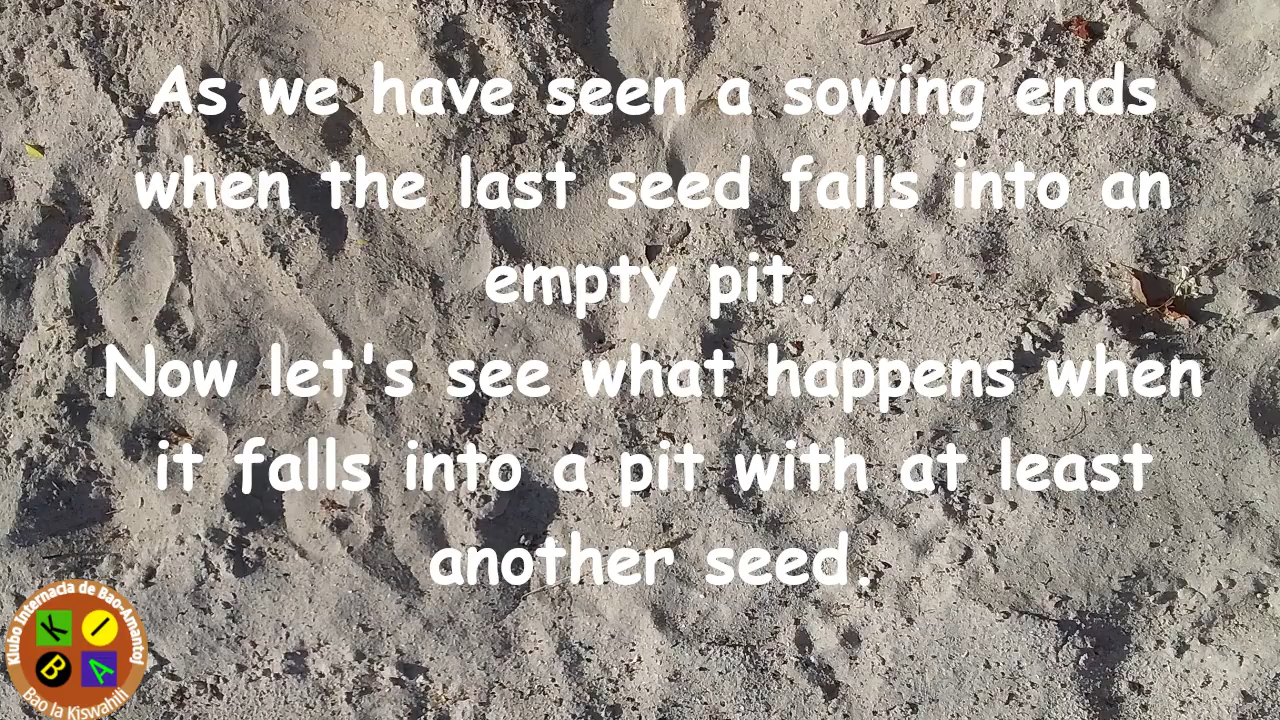 As we have seen a sowing ends
when the last seed falls into an
empty pit.
Now let's see what happens when
it falls into a pit with at least
another seed.
Klubo Internacia de Bao-Amantoj
K I
B A
Bao la Kiswahili